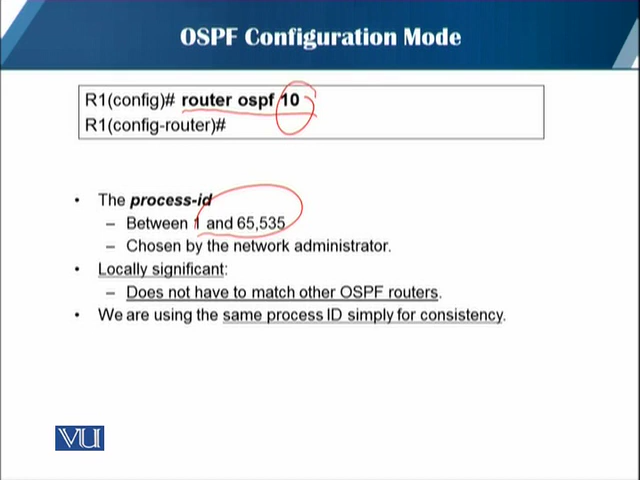 OSPF Configuration Mode
R1(config)# router ospf 10
R1(config-router)#
• The process-id
– Between 1 and 65,535
– Chosen by the network administrator.
• Locally significant:
– Does not have to match other OSPF routers.
• We are using the same process ID simply for consistency.
VU